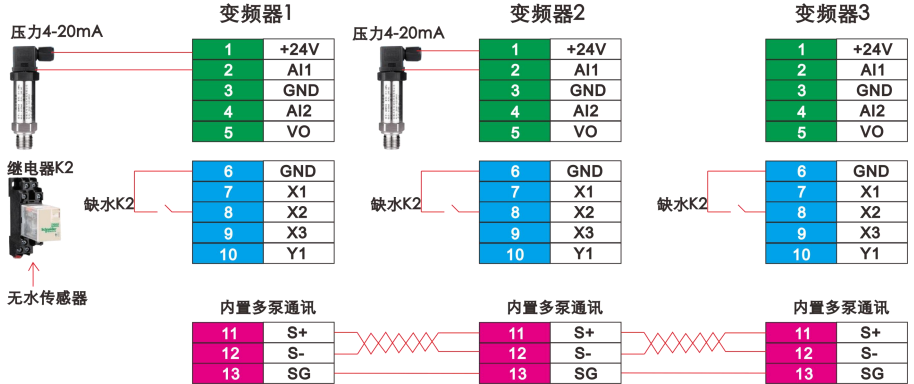 变频器1
变频器2
变频器3
压力4-20mA
1 +24V
2 AI1
3 GND
4 AI2
5 VO
压力4-20mA
1 +24V
2 AI1
3 GND
4 AI2
5 VO
1 +24V
2 AI1
3 GND
4 AI2
5 VO
继电器K2
缺水K2
无水传感器
6 GND
7 X1
8 X2
9 X3
10 Y1
缺水K2
6 GND
7 X1
8 X2
9 X3
10 Y1
缺水K2
6 GND
7 X1
8 X2
9 X3
10 Y1
内置多泵通讯
11 S+
12 S-
13 SG
内置多泵通讯
11 S+
12 S-
13 SG
内置多泵通讯
11 S+
12 S-
13 SG